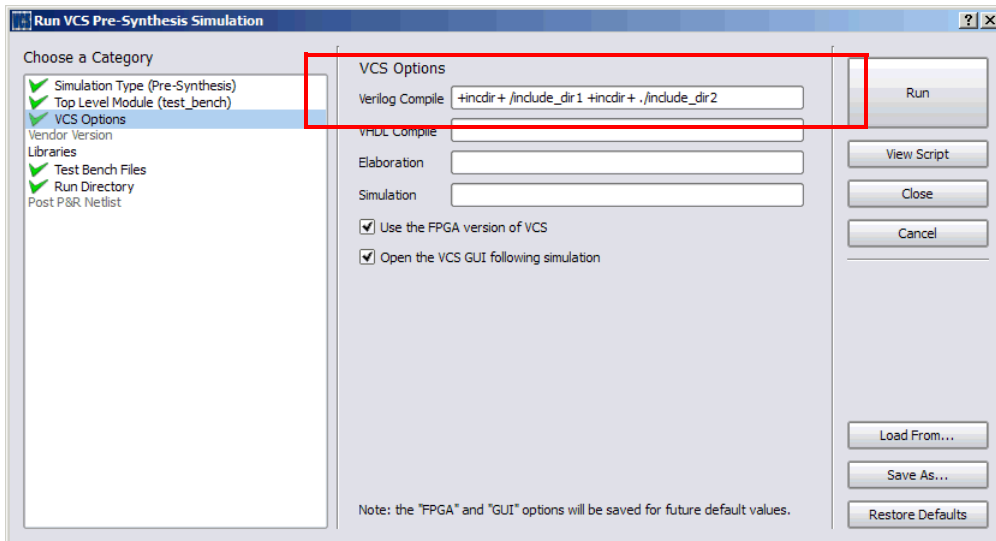 Run VCS Pre-Synthesis Simulation
Choose a Category
Simulation Type (Pre-Synthesis)
Top Level Module (test_bench)
VCS Options
Vendor Version
Libraries
Test Bench Files
Run Directory
Post P&R Netlist
VCS Options
Verilog Compile +incdir+ /include_dir1 +incdir+ ./include_dir2
VHDL Compile
Elaboration
Simulation
Use the FPGA version of VCS
Open the VCS GUI following simulation
Note: the "FPGA" and "GUI" options will be saved for future default values.
Run
View Script
Close
Cancel
Load From...
Save As...
Restore Defaults